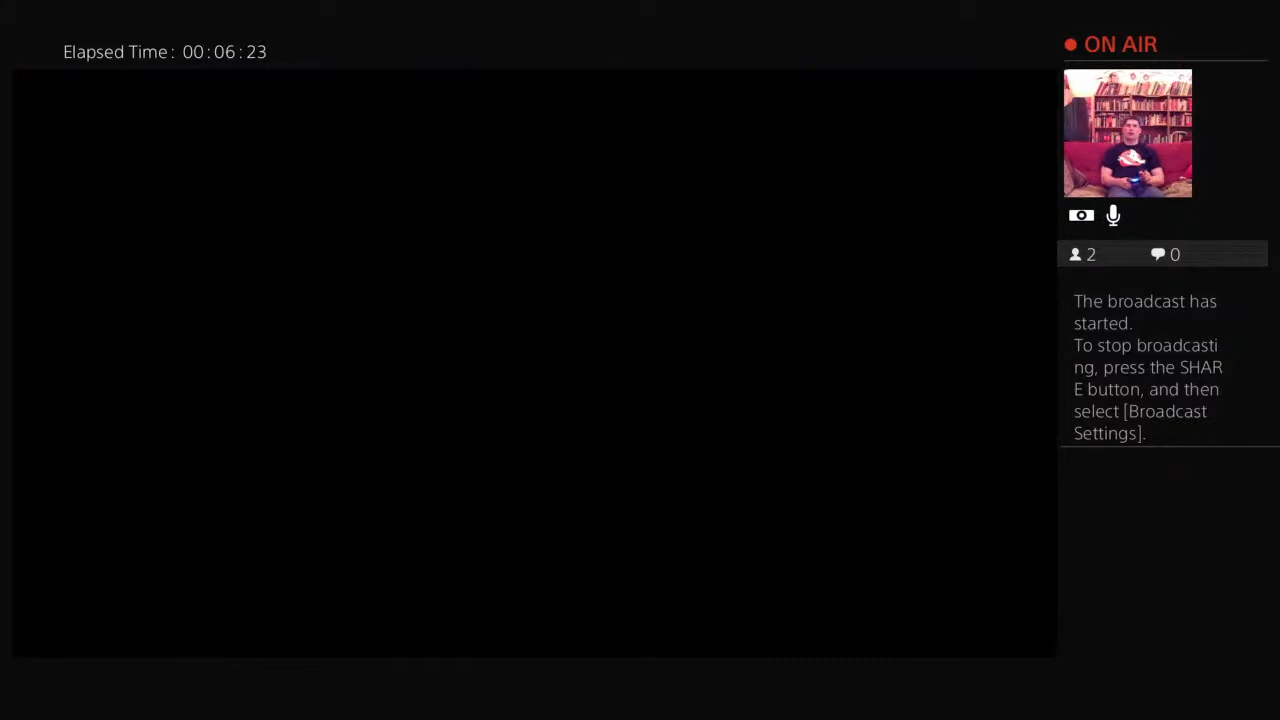 Elapsed Time: 00:06:23
ON AIR
2 0
The broadcast has
started.
To stop broadcasti
ng, press the SHAR
E button, and then
select [Broadcast
Settings].